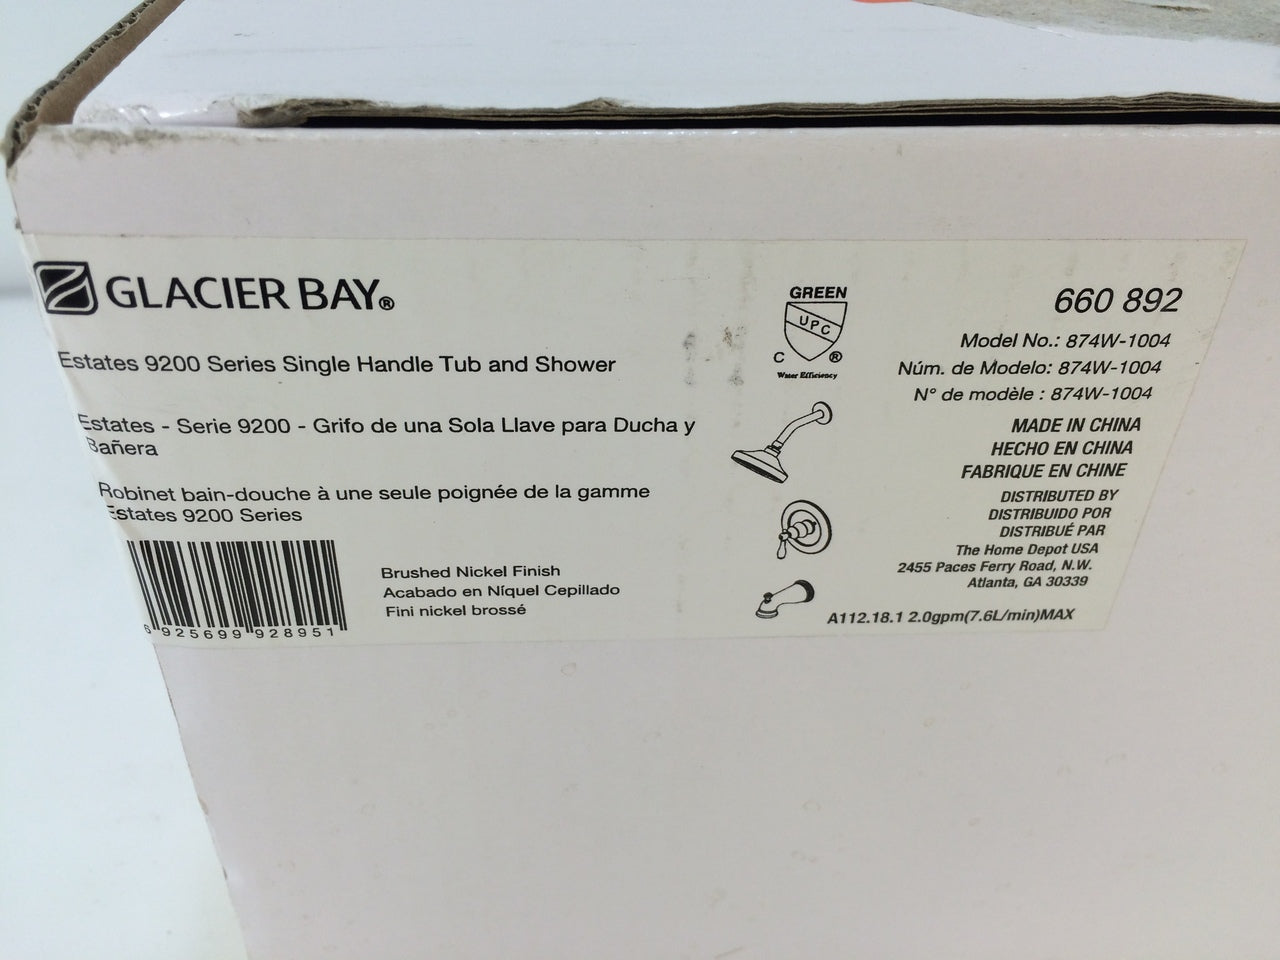 GLACIER BAY®
Estates 9200 Series Single Handle Tub and Shower
Estates - Serie 9200 - Grifo de una Sola Llave para Ducha y
Bañera
Robinet bain-douche à une seule poignée de la gamme
Estates 9200 Series
6 925699 928951
Brushed Nickel Finish
Acabado en Níquel Cepillado
Fini nickel brossé
GREEN
UPC
C ®
Water Efficiency
660 892
Model No.: 874W-1004
Núm. de Modelo: 874W-1004
N° de modèle : 874W-1004
MADE IN CHINA
HECHO EN CHINA
FABRIQUE EN CHINE
DISTRIBUTED BY
DISTRIBUIDO POR
DISTRIBUÉ PAR
The Home Depot USA
2455 Paces Ferry Road, N.W.
Atlanta, GA 30339
A112.18.1 2.0gpm(7.6L/min)MAX